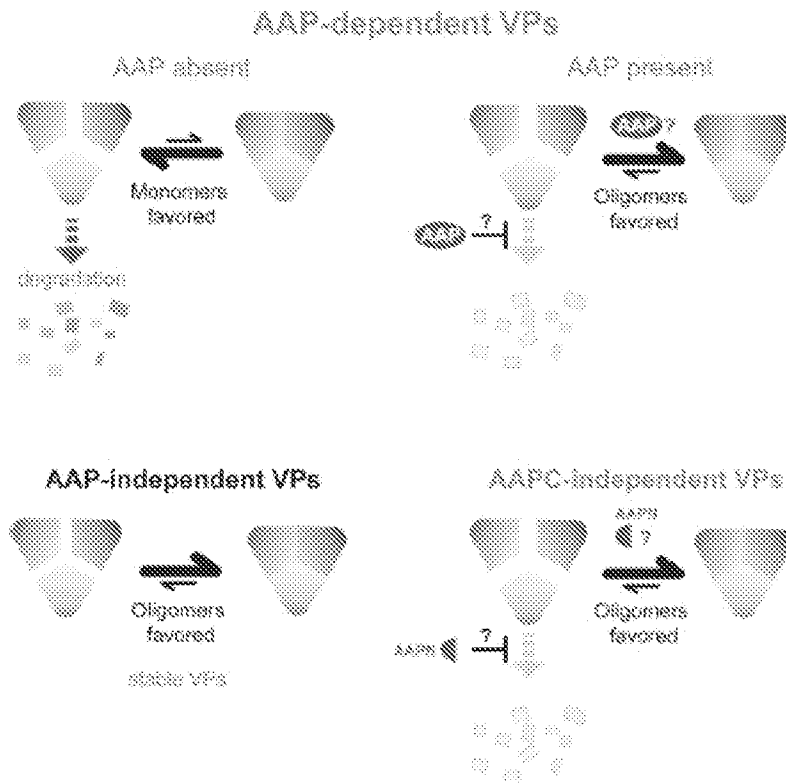 AAP-dependent VPs
AAP absent
AAP present
AAP ?
Monomers
favored
Oligomers
favored
AAP
?
degradation
AAP-independent VPs
AAPC-independent VPs
AAPN
?
Oligomers
favored
Oligomers
favored
AAPN
?
stable VPs